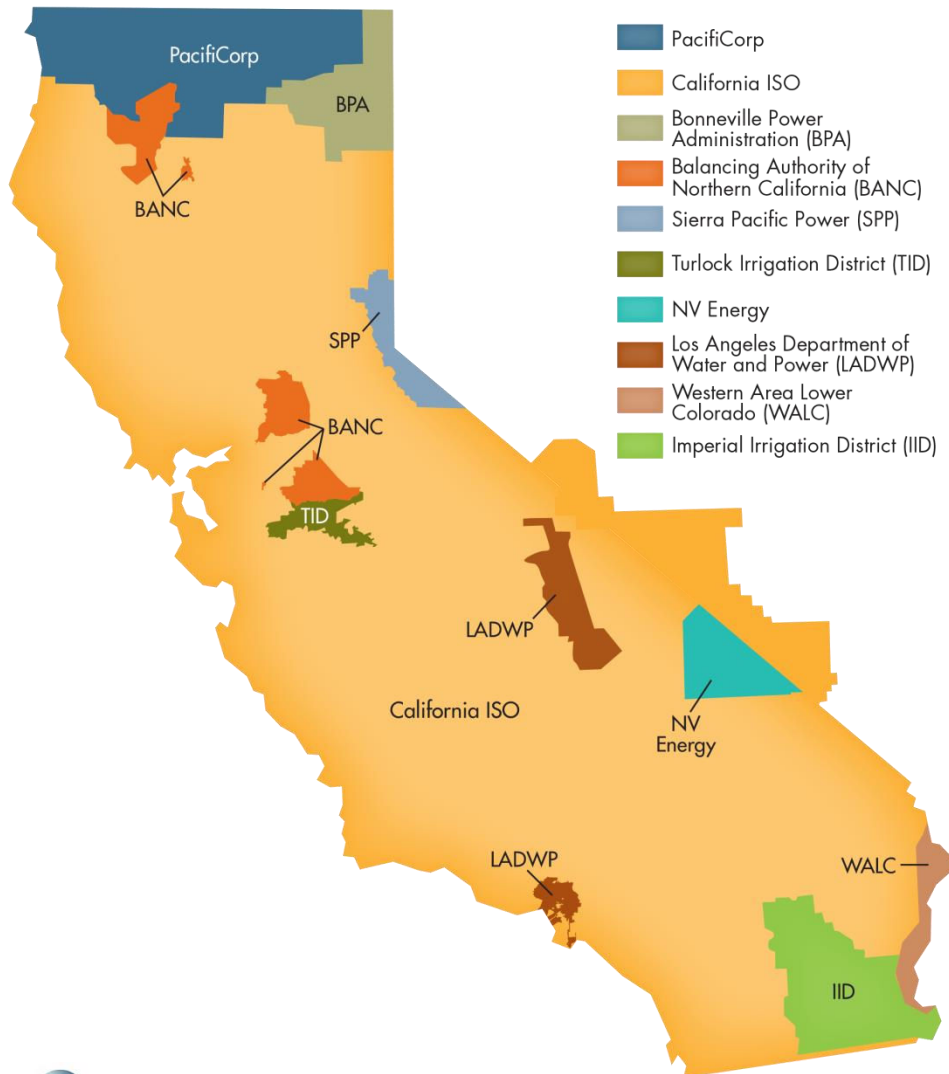 PacifiCorp
BPA
BANC
SPP
BANC
TID
LADWP
California ISO
NV
Energy
LADWP
WALC
IID
PacifiCorp
California ISO
Bonneville Power
Administration (BPA)
Balancing Authority of
Northern California (BANC)
Sierra Pacific Power (SPP)
Turlock Irrigation District (TID)
NV Energy
Los Angeles Department of
Water and Power (LADWP)
Western Area Lower
Colorado (WALC)
Imperial Irrigation District (IID)